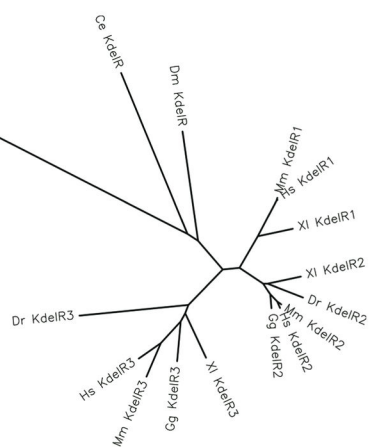 Ce KdelR
Dm KdelR
Mm KdelR1
Hs KdelR1
Xl KdelR1
Xl KdelR2
Dr KdelR2
Mm KdelR2
Hs KdelR2
Gg KdelR2
Xl KdelR3
Gg KdelR3
Mm KdelR3
Hs KdelR3
Dr KdelR3